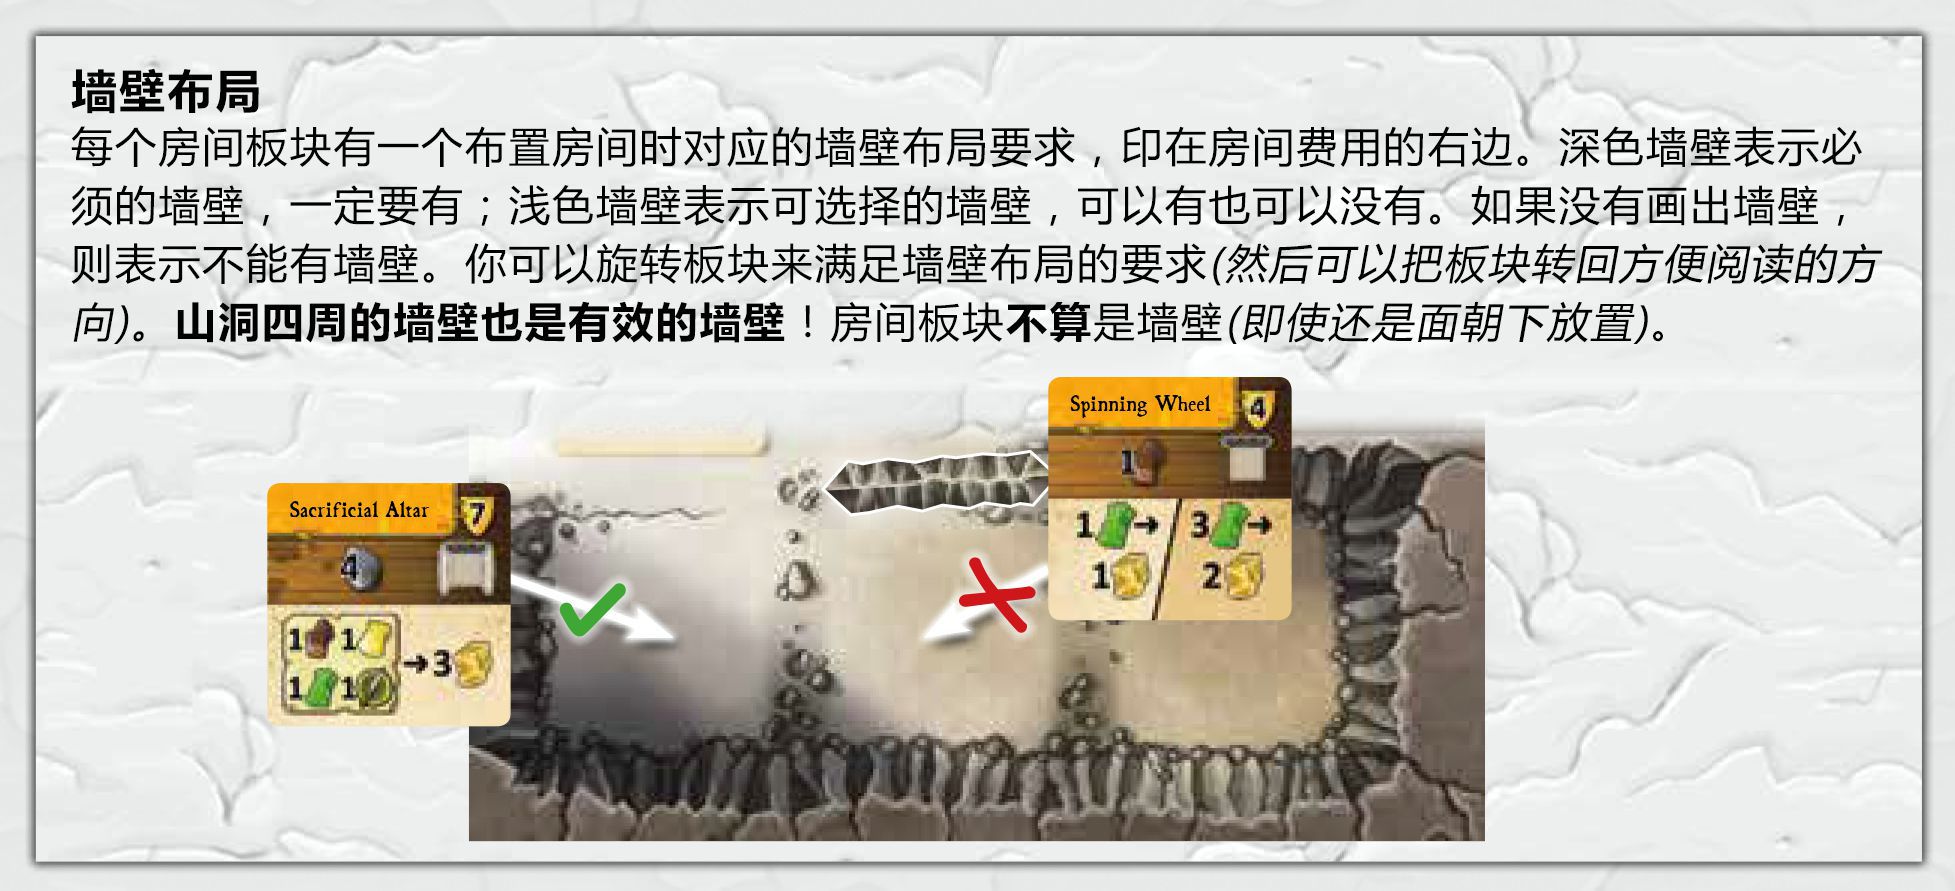 墙壁布局
每个房间板块有一个布置房间时对应的墙壁布局要求，印在房间费用的右边。深色墙壁表示必
须的墙壁，一定要有；浅色墙壁表示可选择的墙壁，可以有也可以没有。如果没有画出墙壁，
则表示不能有墙壁。你可以旋转板块来满足墙壁布局的要求(然后可以把板块转回方便阅读的方
向)。山洞四周的墙壁也是有效的墙壁！房间板块不算是墙壁(即使还是面朝下放置)。
Spinning Wheel 4
1
1 → 3 →
1 2
Sacrificial Altar 7
4
1 1
→ 3
1 1